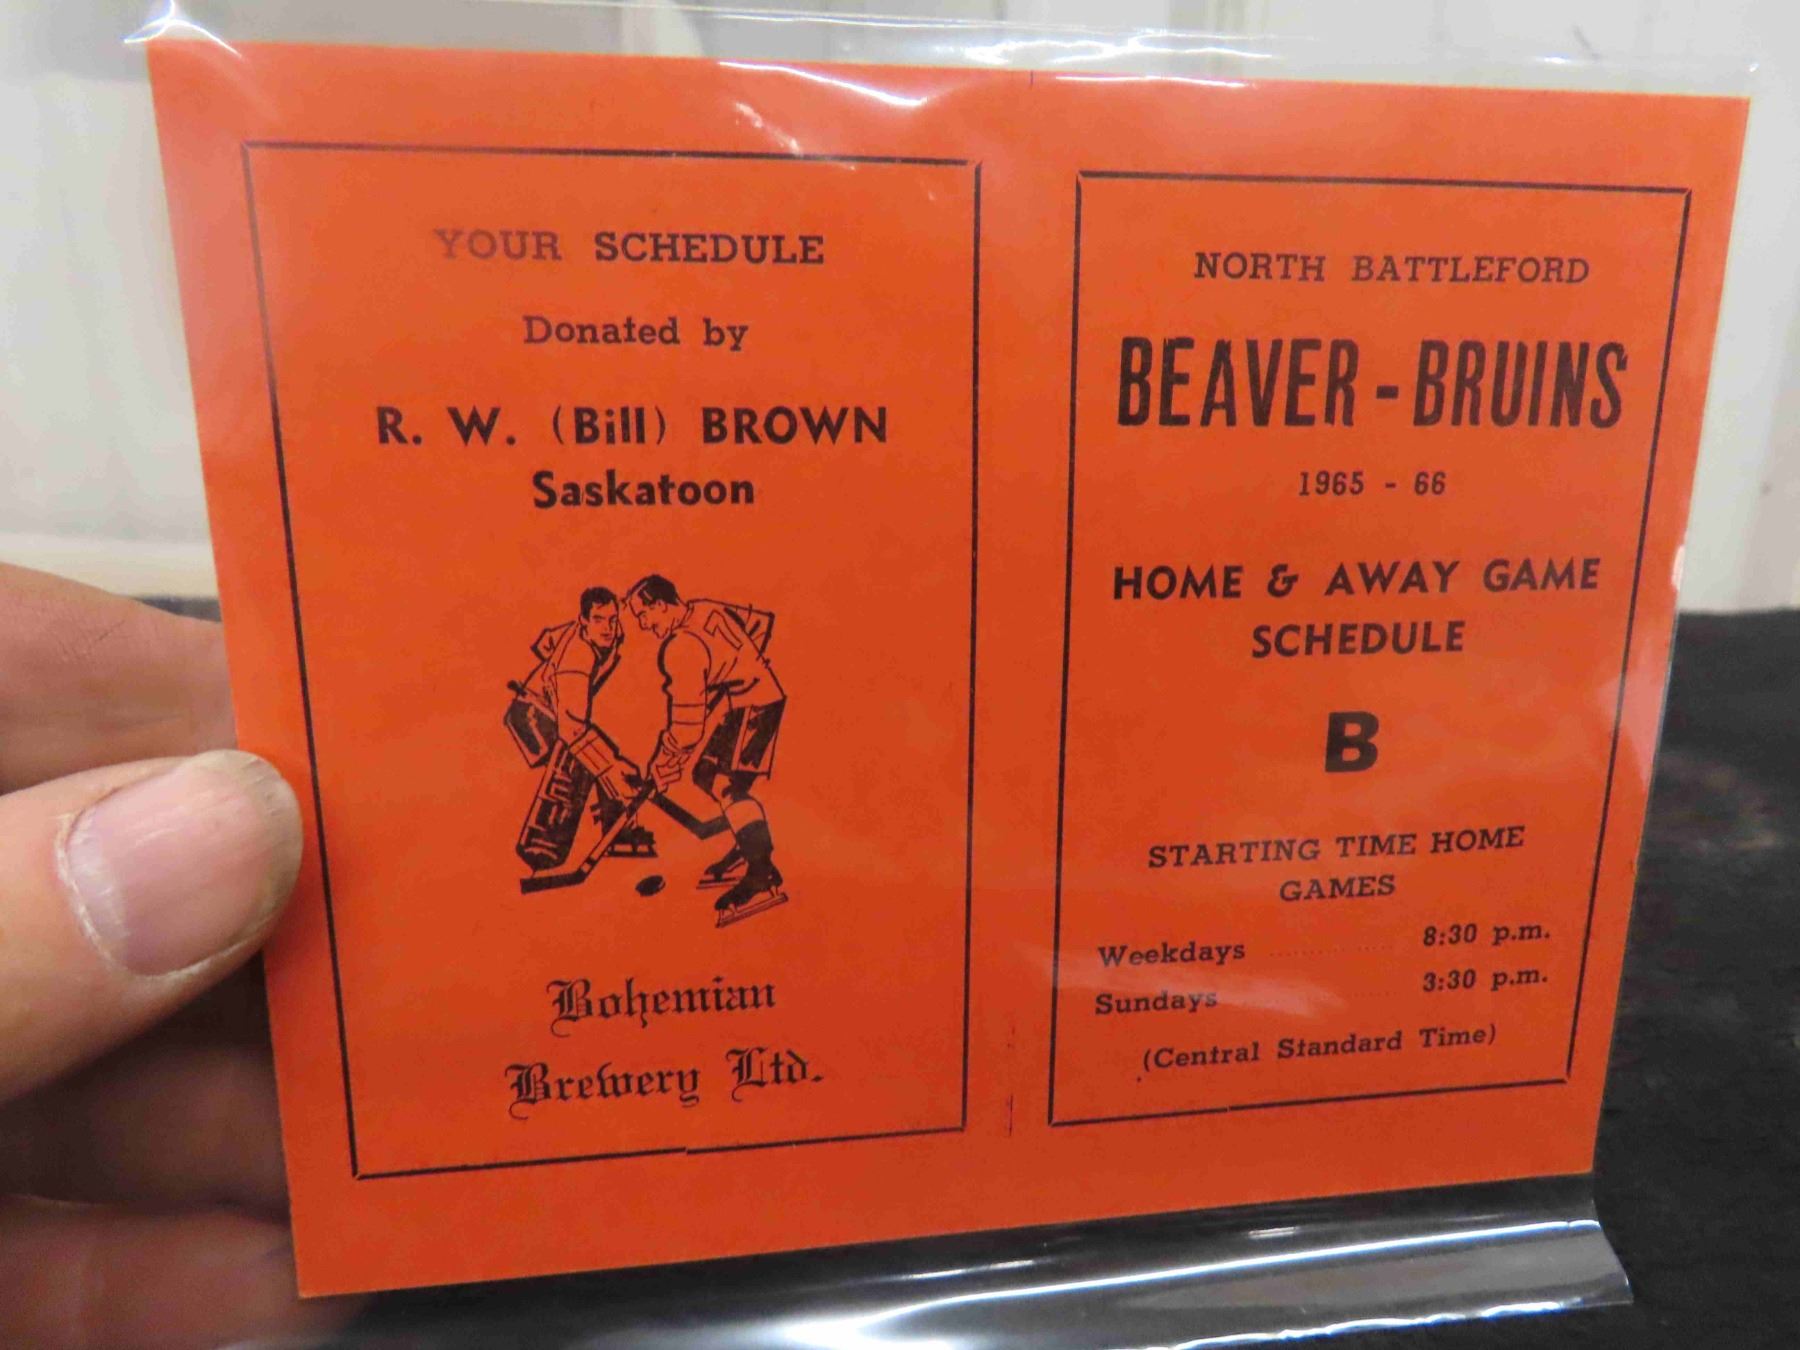 YOUR SCHEDULE
Donated by
R. W. (Bill) BROWN
Saskatoon
Bohemian
Brewery Ltd.
NORTH BATTLEFORD
BEAVER - BRUINS
1965 - 66
HOME & AWAY GAME
SCHEDULE
B
STARTING TIME HOME
GAMES
Weekdays 8:30 p.m.
Sundays 3:30 p.m.
(Central Standard Time)